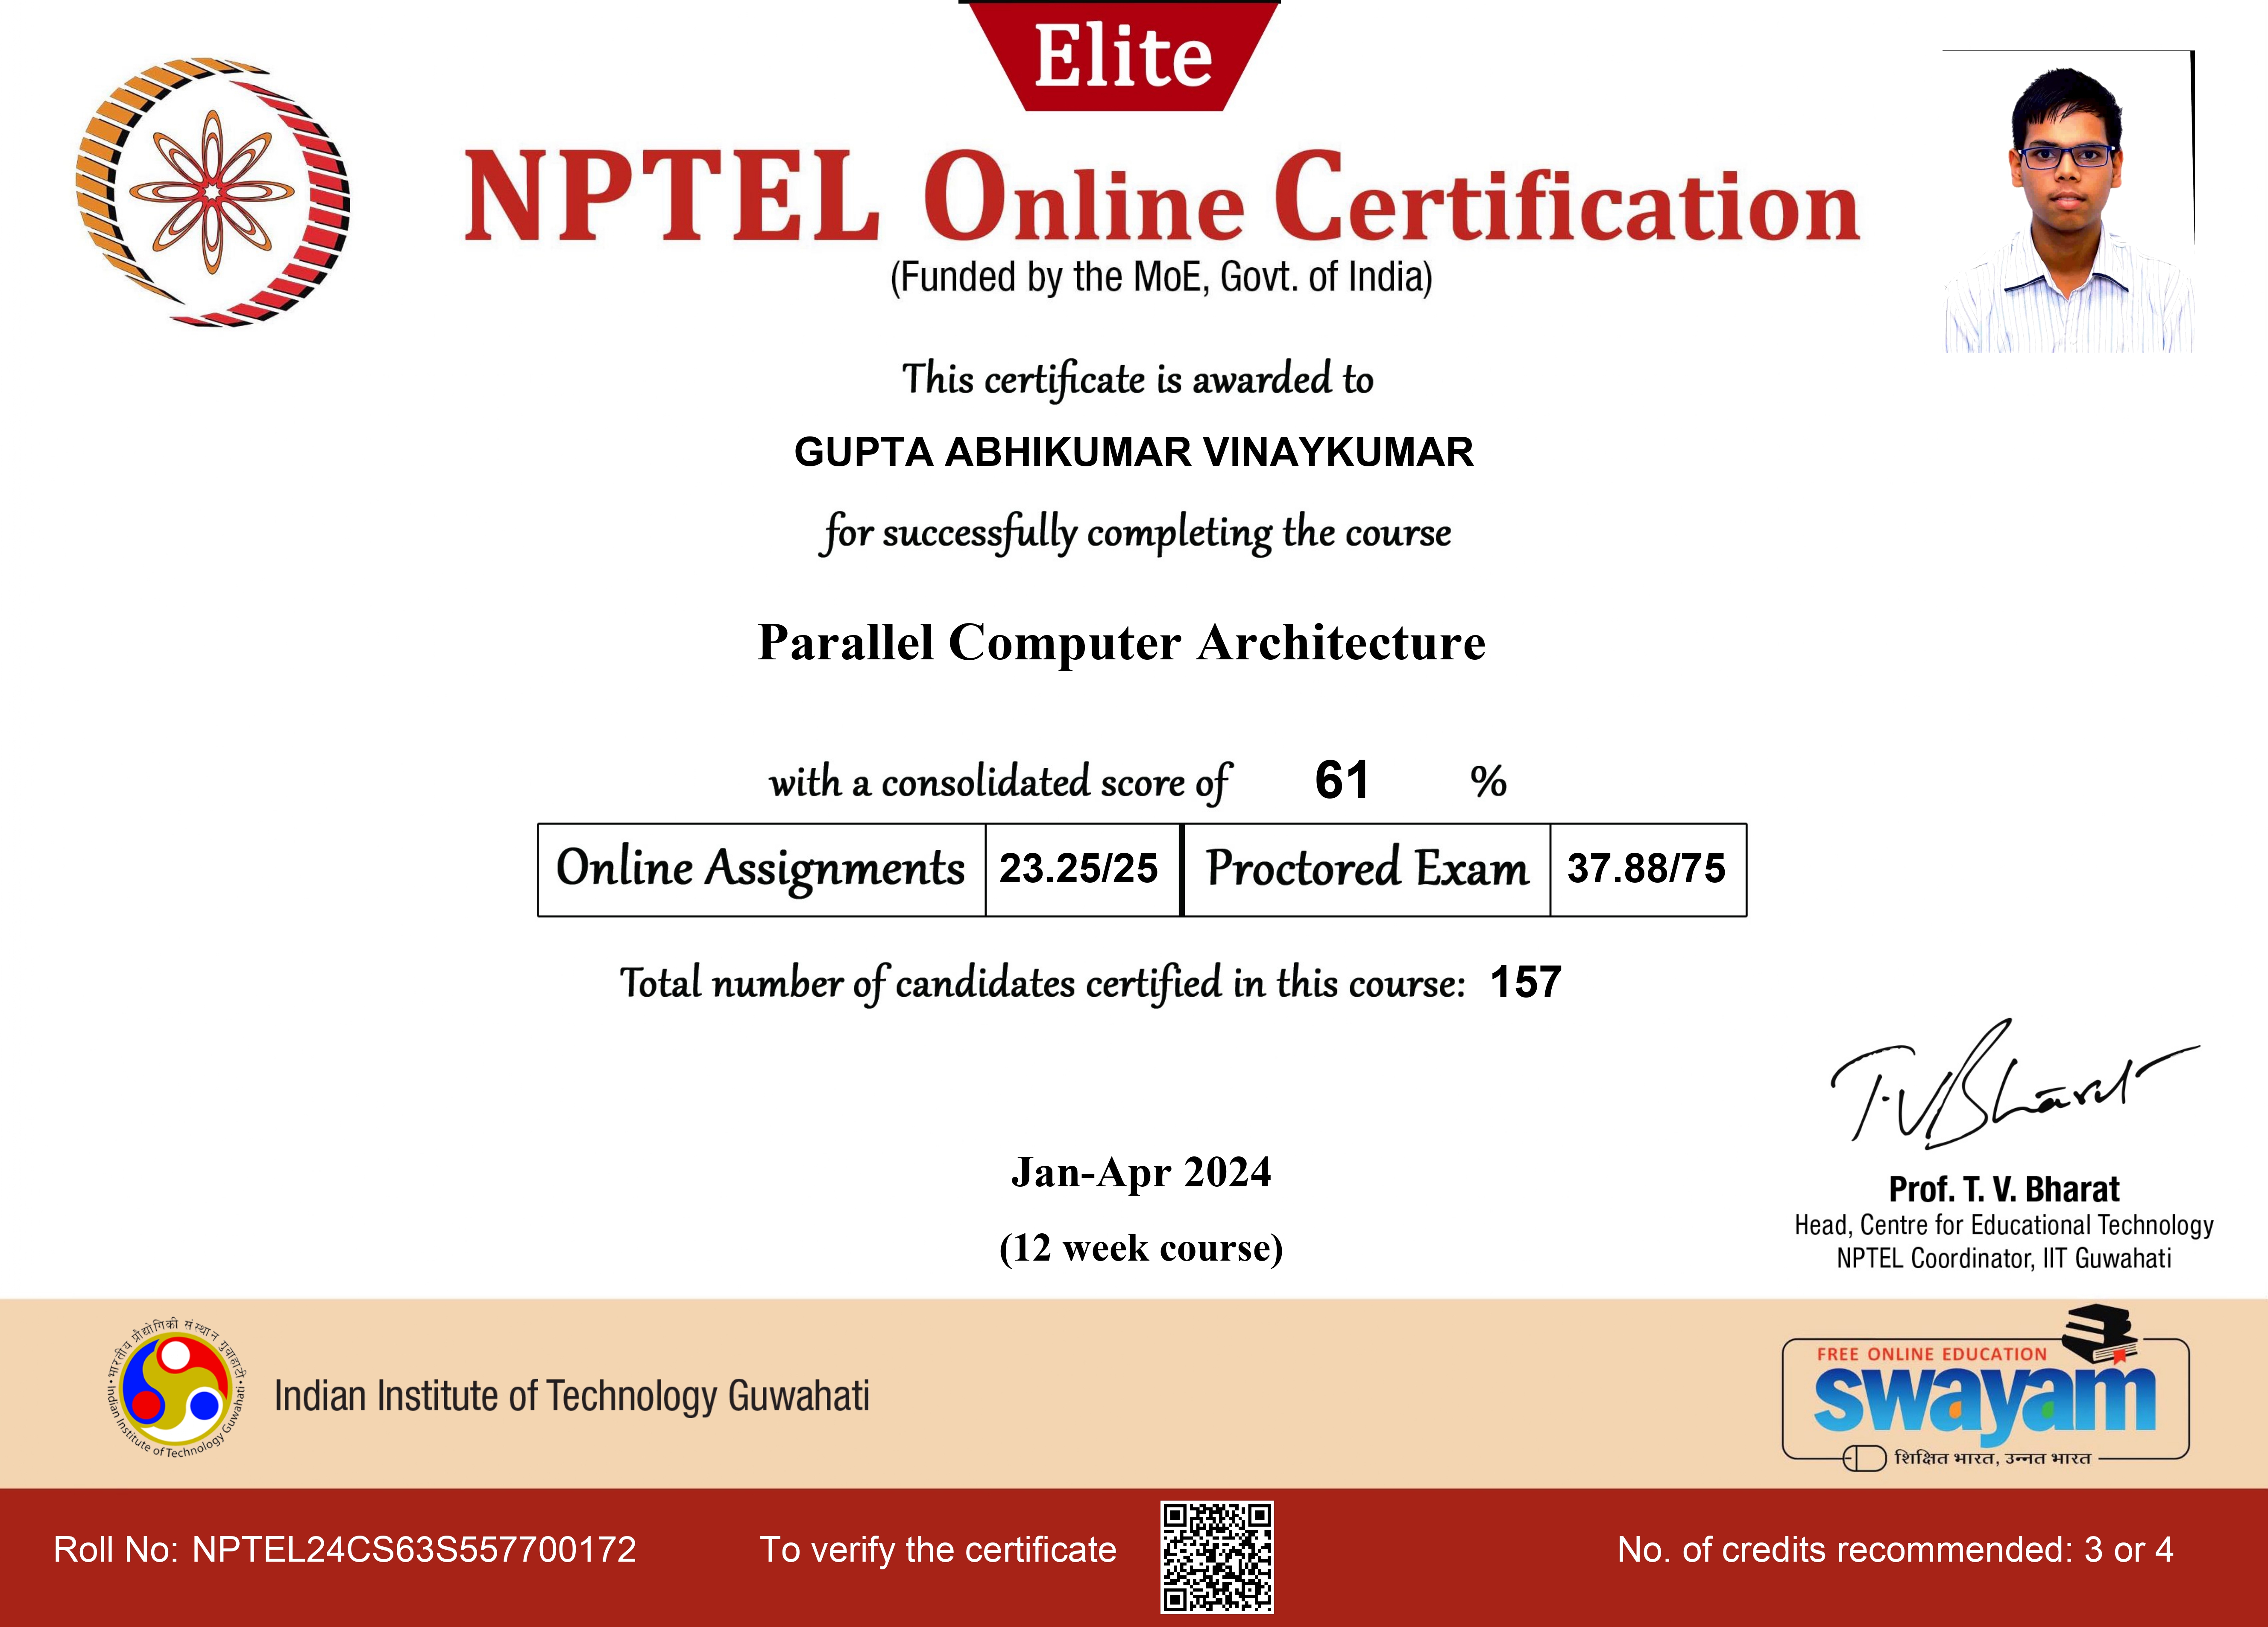 Elite
NPTEL Online Certification
(Funded by the MoE, Govt. of India)
This certificate is awarded to
GUPTA ABHIKUMAR VINAYKUMAR
for successfully completing the course
Parallel Computer Architecture
with a consolidated score of 61 %
Online Assignments 23.25/25 Proctored Exam 37.88/75
Total number of candidates certified in this course: 157
T.V Bharat
Jan-Apr 2024
(12 week course)
Prof. T. V. Bharat
Head, Centre for Educational Technology
NPTEL Coordinator, IIT Guwahati
भारतीय प्रौद्योगिकी संस्थान गुवाहाटी
Indian Institute of Technology Guwahati
Indian Institute of Technology Guwahati
FREE ONLINE EDUCATION
swayam
शिक्षित भारत, उन्नत भारत
Roll No: NPTEL24CS63S557700172 To verify the certificate No. of credits recommended: 3 or 4